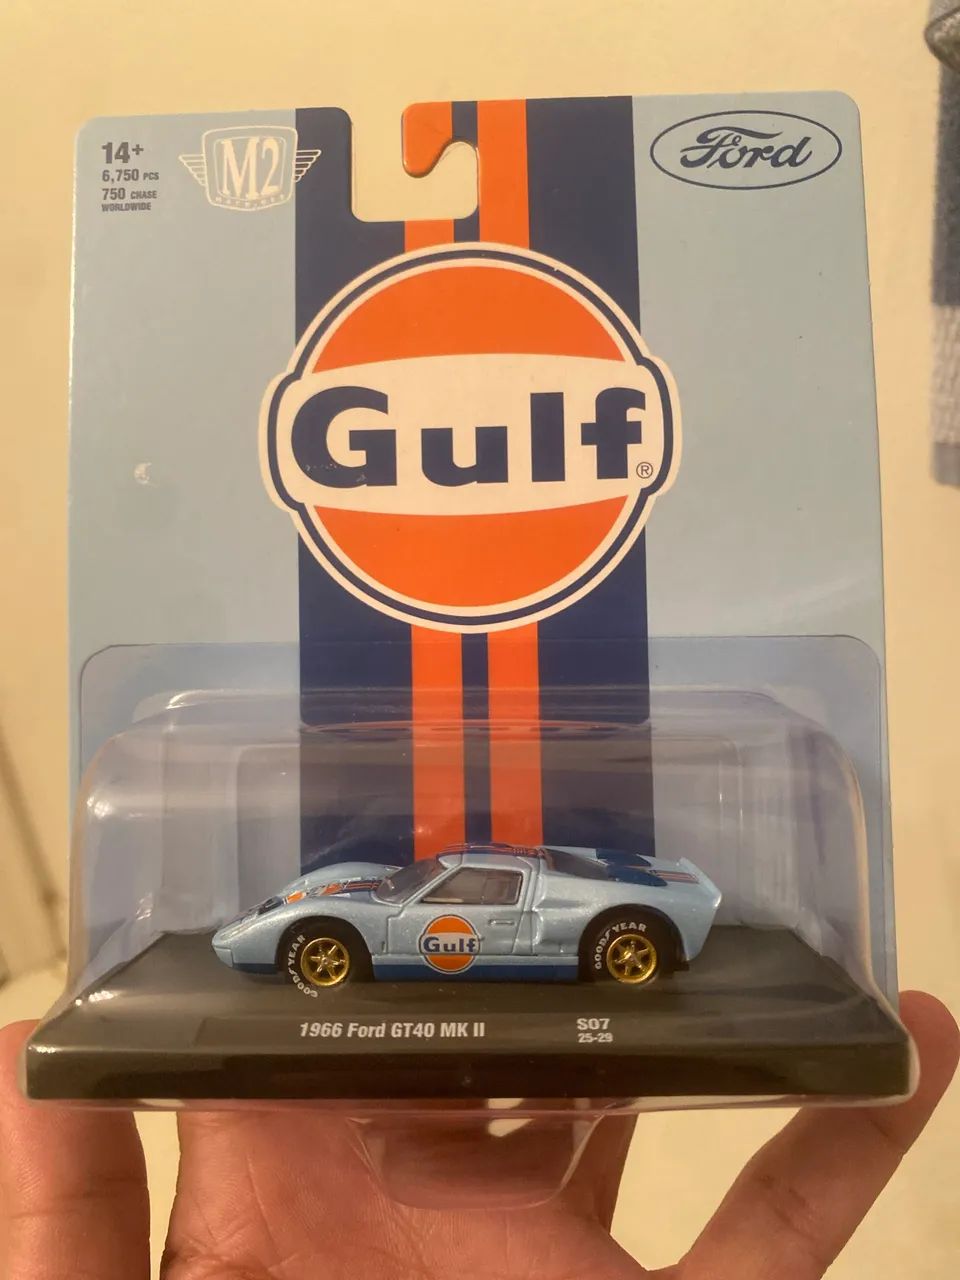 14+
6,750 PCS
750 CHASE
WORLDWIDE
M2
MACHINES
Ford
Gulf®
Gulf
GOODYEAR
GOODYEAR
1966 Ford GT40 MK II
S07
25-29